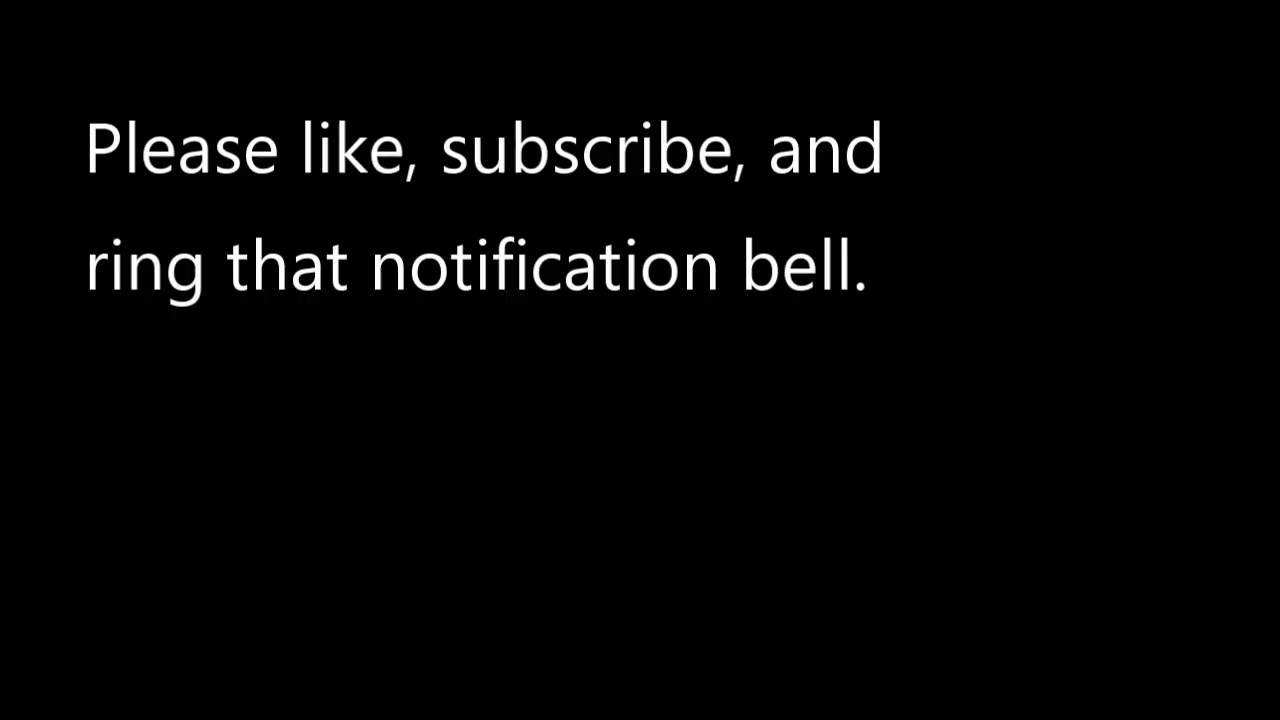 Please like, subscribe, and
ring that notification bell.